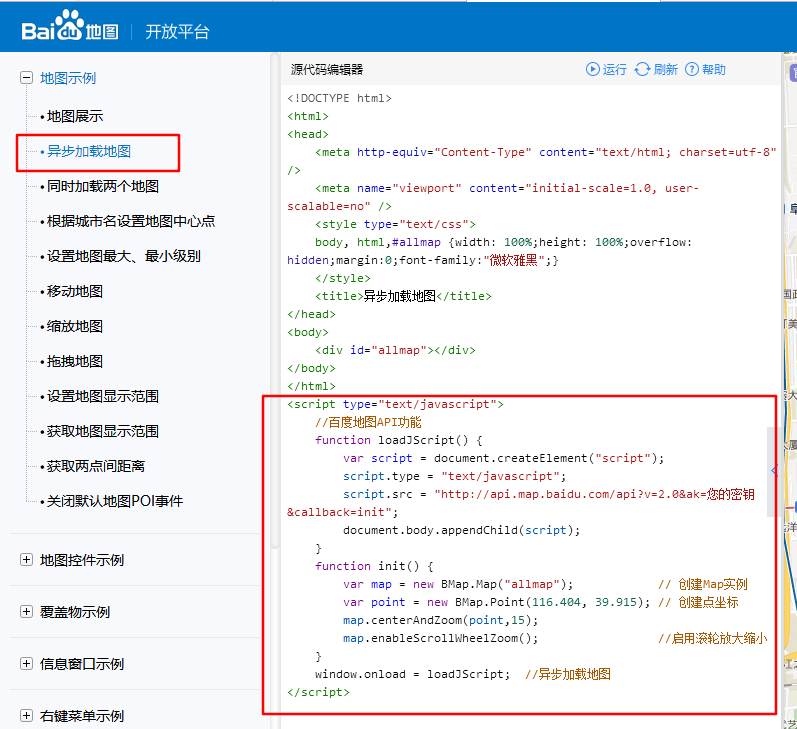 Bai du 地图 开放平台
地图示例
•地图展示
•异步加载地图
•同时加载两个地图
•根据城市名设置地图中心点
•设置地图最大、最小级别
•移动地图
•缩放地图
•拖拽地图
•设置地图显示范围
•获取地图显示范围
•获取两点间距离
•关闭默认地图POI事件
地图控件示例
覆盖物示例
信息窗口示例
右键菜单示例
源代码编辑器 运行 刷新 帮助
<!DOCTYPE html>
<html>
<head>
<meta http-equiv="Content-Type" content="text/html; charset=utf-8"
/>
<meta name="viewport" content="initial-scale=1.0, user-
scalable=no" />
<style type="text/css">
body, html,#allmap {width: 100%;height: 100%;overflow:
hidden;margin:0;font-family:"微软雅黑";}
</style>
<title>异步加载地图</title>
</head>
<body>
<div id="allmap"></div>
</body>
</html>
<script type="text/javascript">
//百度地图API功能
function loadJScript() {
var script = document.createElement("script");
script.type = "text/javascript";
script.src = "http://api.map.baidu.com/api?v=2.0&ak=您的密钥
&callback=init";
document.body.appendChild(script);
}
function init() {
var map = new BMap.Map("allmap"); // 创建Map实例
var point = new BMap.Point(116.404, 39.915); // 创建点坐标
map.centerAndZoom(point,15);
map.enableScrollWheelZoom(); //启用滚轮放大缩小
}
window.onload = loadJScript; //异步加载地图
</script>